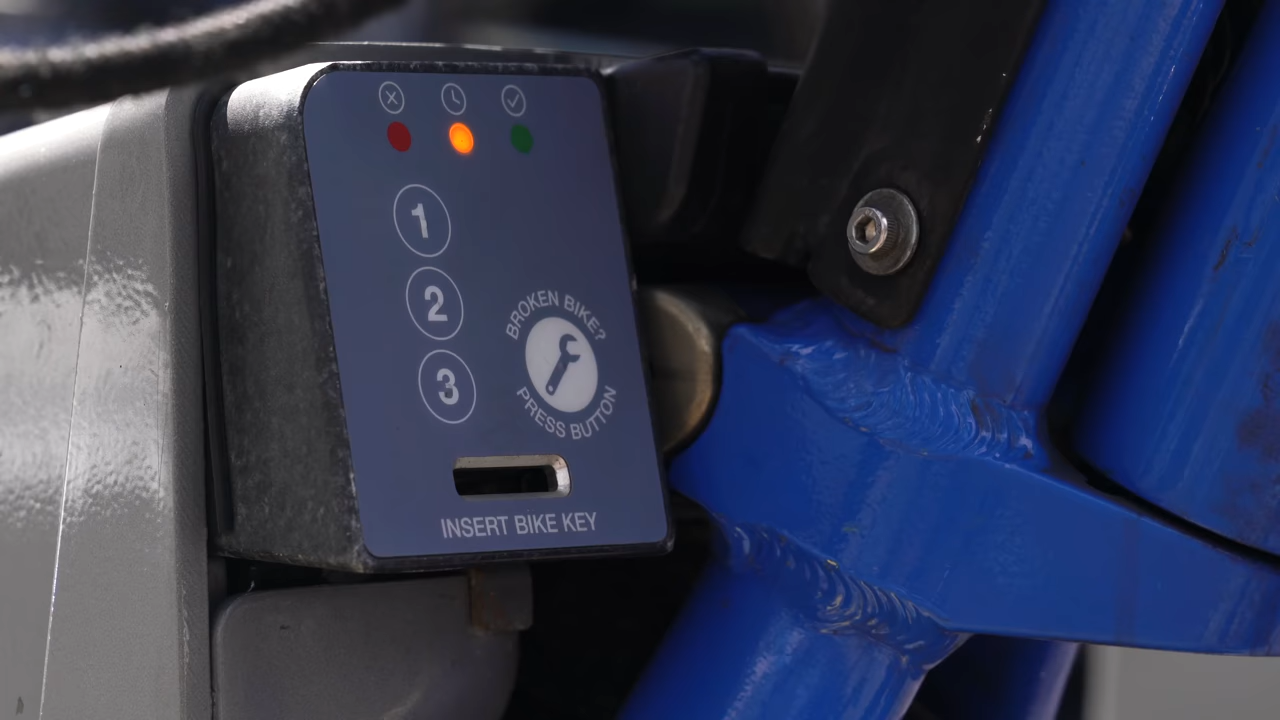 1
2
3
BROKEN BIKE?
PRESS BUTTON
INSERT BIKE KEY